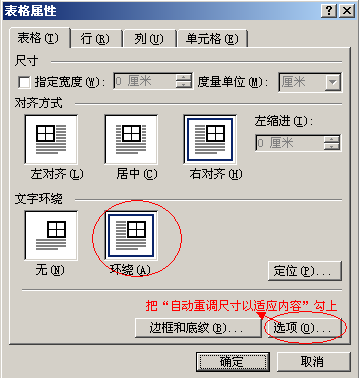 表格属性
表格(T) 行(R) 列(U) 单元格(E)
尺寸
指定宽度(W): 0 厘米 度量单位(M): 厘米
对齐方式
左缩进(I):
0 厘米
左对齐(L) 居中(C) 右对齐(H)
文字环绕
无(N) 环绕(A) 定位(P)...
把“自动重调尺寸以适应内容”勾上
边框和底纹(B)... 选项(O)...
确定 取消